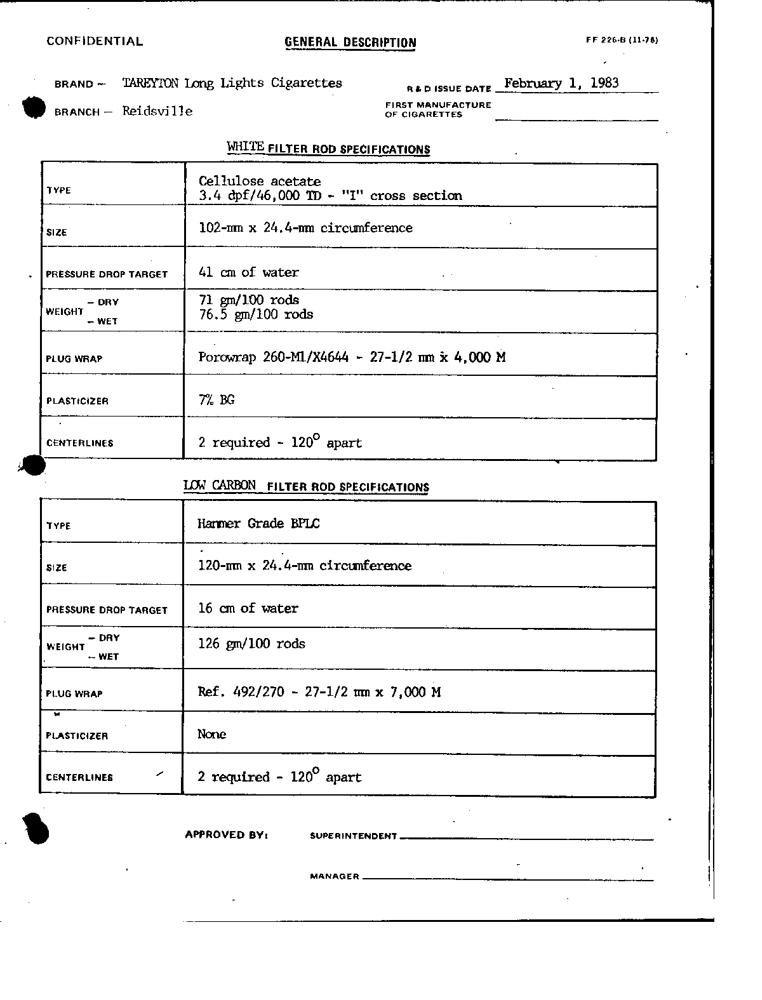 CONFIDENTIAL
GENERAL DESCRIPTION
FF 226-B (11-78)
BRAND – TAREYTON Long Lights Cigarettes
R & D ISSUE DATE February 1, 1983
BRANCH – Reidsville
FIRST MANUFACTURE
OF CIGARETTES
WHITE FILTER ROD SPECIFICATIONS
TYPE
Cellulose acetate
3.4 dpf/46,000 TD - "I" cross section
SIZE
102-mm x 24.4-mm circumference
PRESSURE DROP TARGET
41 cm of water
WEIGHT – DRY
– WET
71 gm/100 rods
76.5 gm/100 rods
PLUG WRAP
Porowrap 260-M1/X4644 - 27-1/2 mm x 4,000 M
PLASTICIZER
7% BG
CENTERLINES
2 required - 120° apart
LOW CARBON FILTER ROD SPECIFICATIONS
TYPE
Hanmer Grade BPLC
SIZE
120-mm x 24.4-mm circumference
PRESSURE DROP TARGET
16 cm of water
WEIGHT – DRY
– WET
126 gm/100 rods
PLUG WRAP
Ref. 492/270 - 27-1/2 mm x 7,000 M
PLASTICIZER
None
CENTERLINES
2 required - 120° apart
APPROVED BY: SUPERINTENDENT
MANAGER